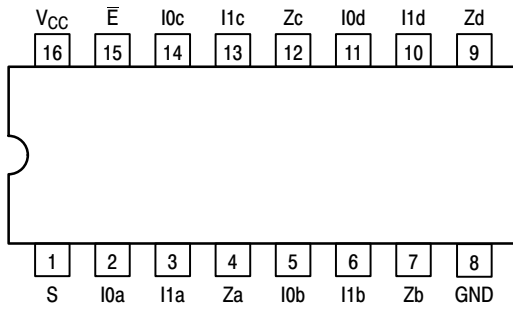 VCC E̅ I0c I1c Zc I0d I1d Zd
16 15 14 13 12 11 10 9
1 2 3 4 5 6 7 8
S I0a I1a Za I0b I1b Zb GND